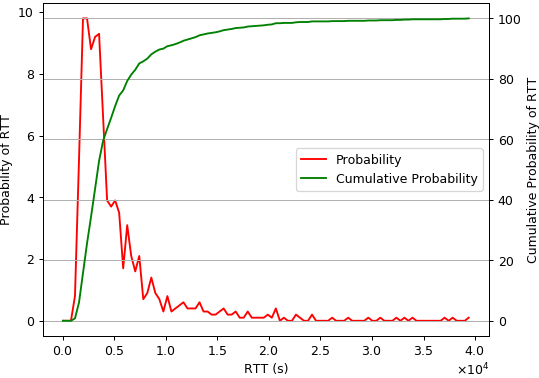 10
8
6
4
2
0
Probability of RTT
100
80
60
40
20
0
Cumulative Probability of RTT
Probability
Cumulative Probability
0.0 0.5 1.0 1.5 2.0 2.5 3.0 3.5 4.0
RTT (s)
×10⁴